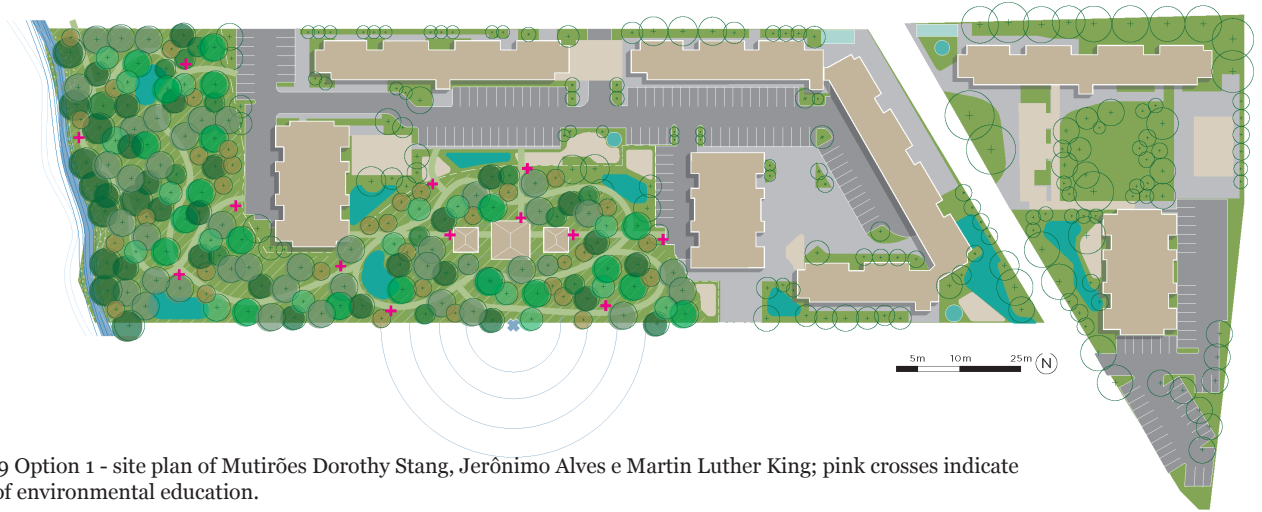 5m 10m 25m N
9 Option 1 - site plan of Mutirões Dorothy Stang, Jerônimo Alves e Martin Luther King; pink crosses indicate
of environmental education.